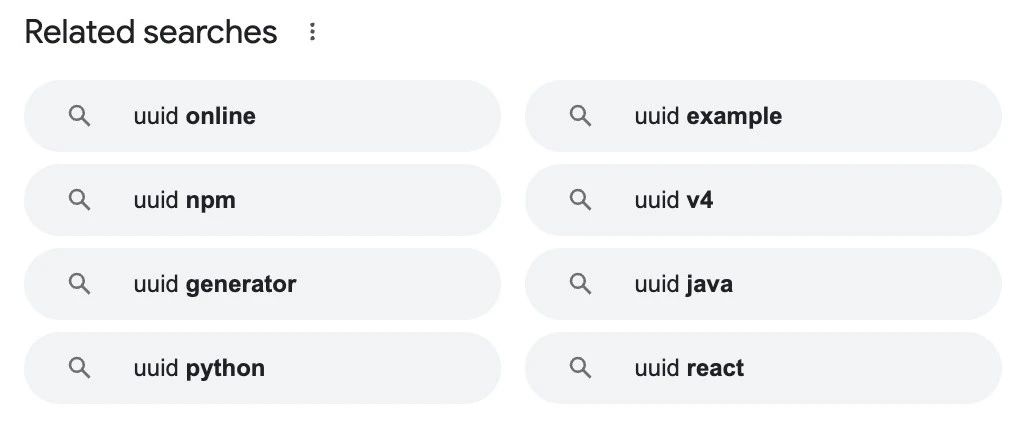 Related searches
uuid online
uuid example
uuid npm
uuid v4
uuid generator
uuid java
uuid python
uuid react